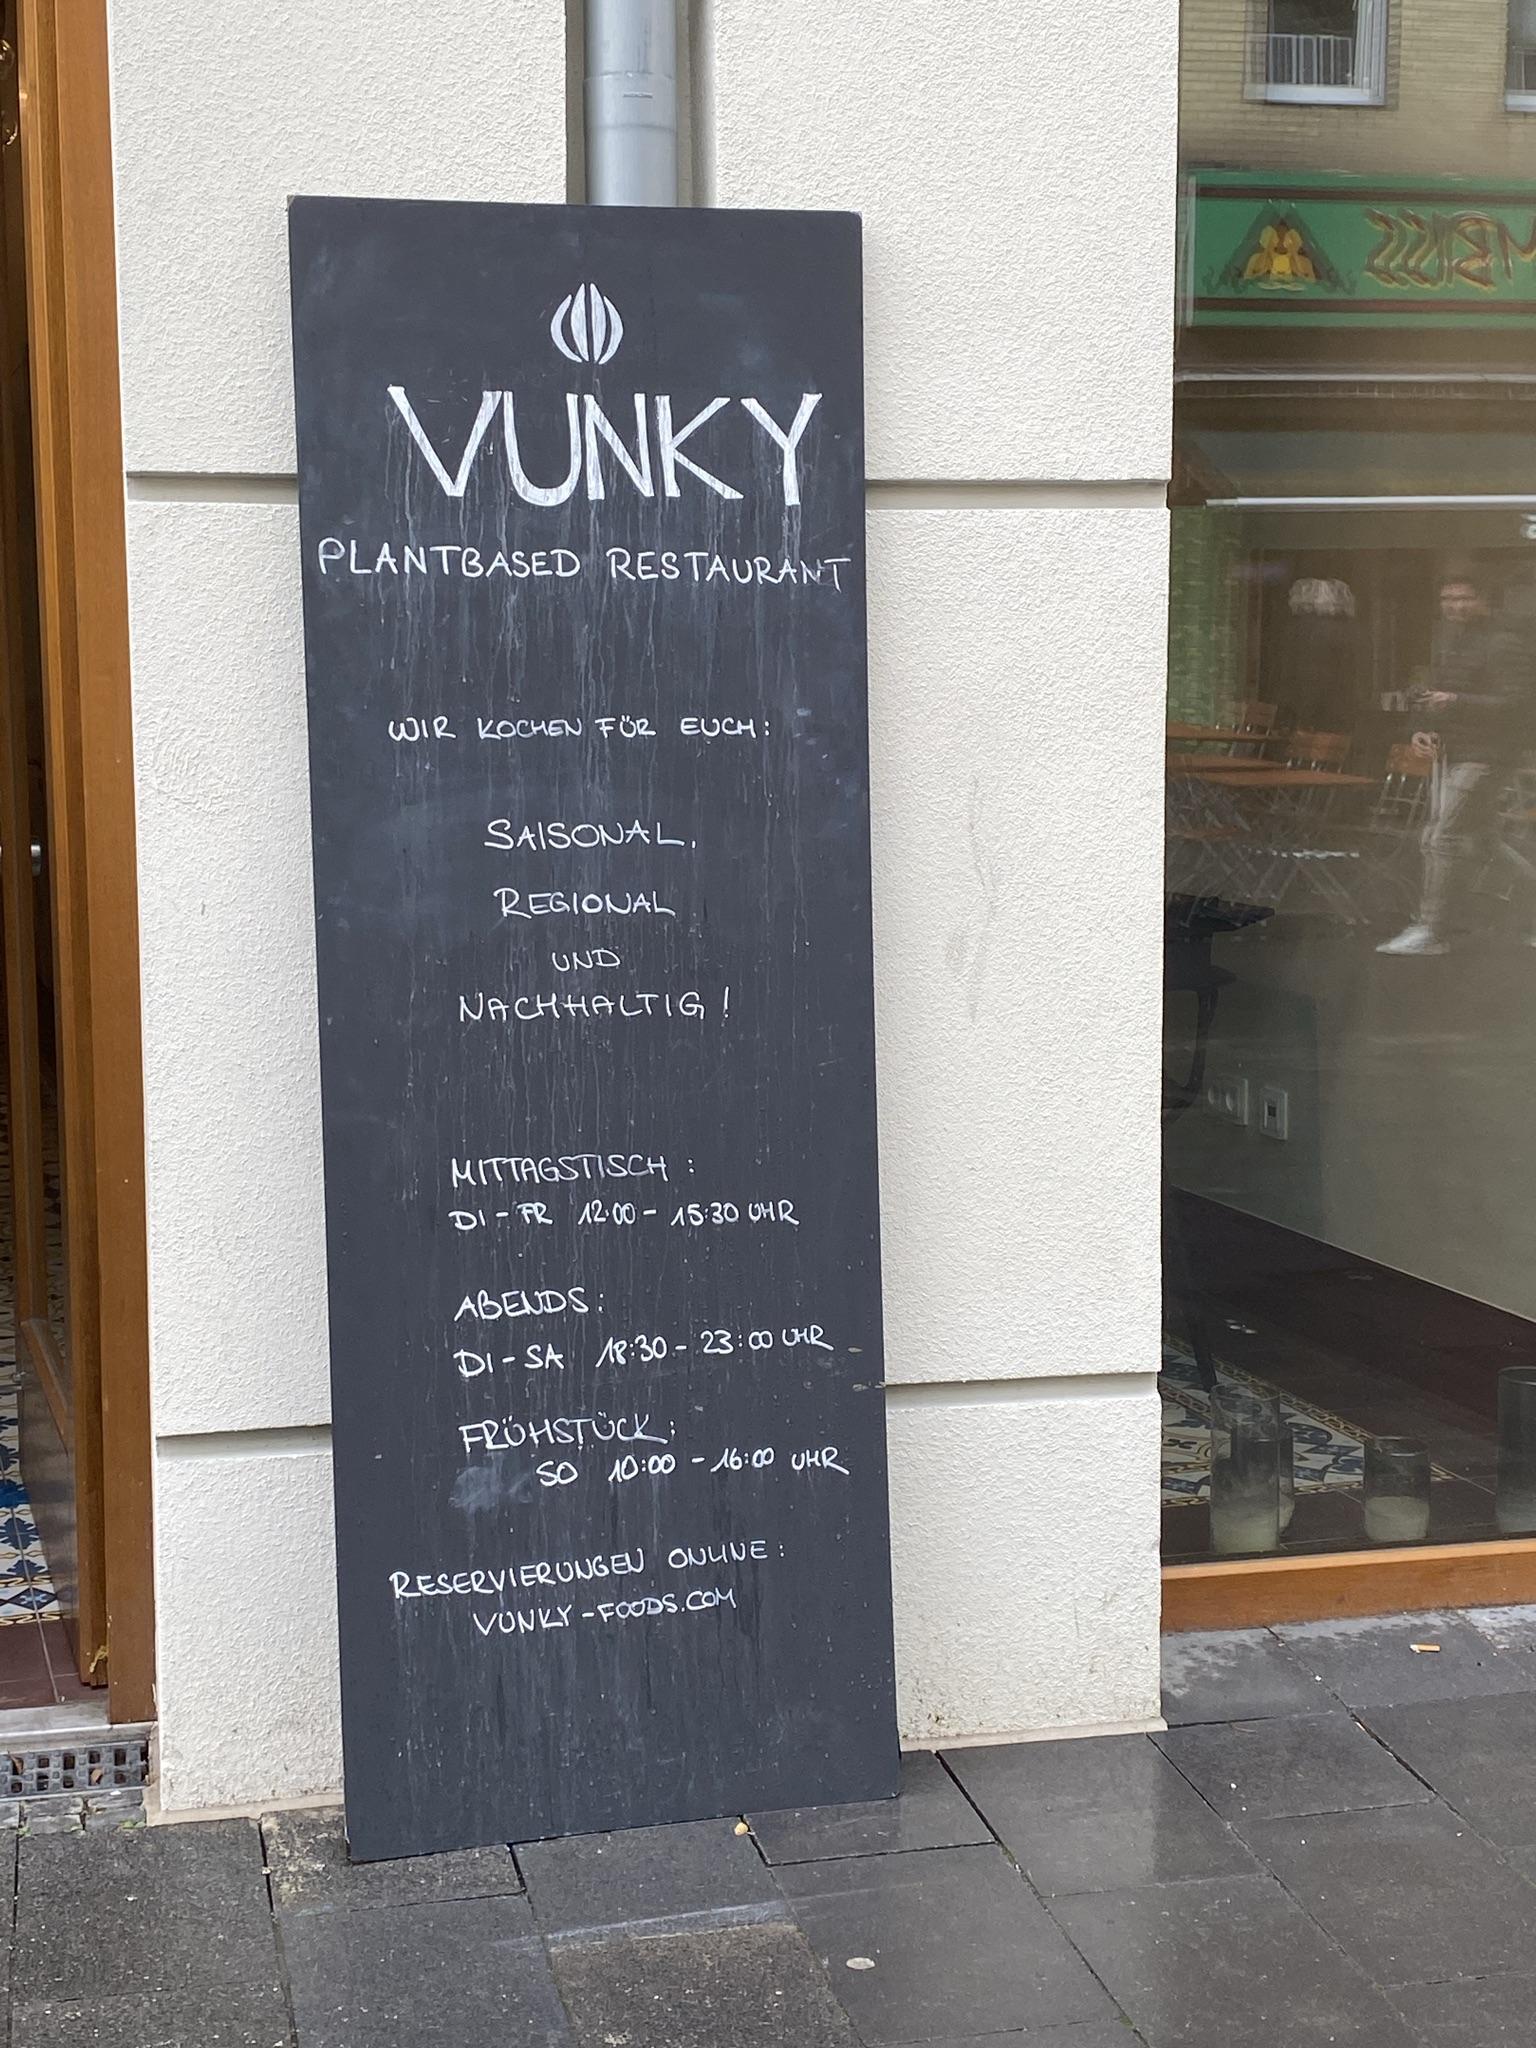 VUNKY
PLANTBASED RESTAURANT
WIR KOCHEN FÜR EUCH:
SAISONAL,
REGIONAL
UND
NACHHALTIG!
MITTAGSTISCH:
DI - FR 12:00 - 15:30 UHR
ABENDS:
DI - SA 18:30 - 23:00 UHR
FRÜHSTÜCK:
SO 10:00 - 16:00 UHR
RESERVIERUNGEN ONLINE:
VUNKY-FOODS.COM